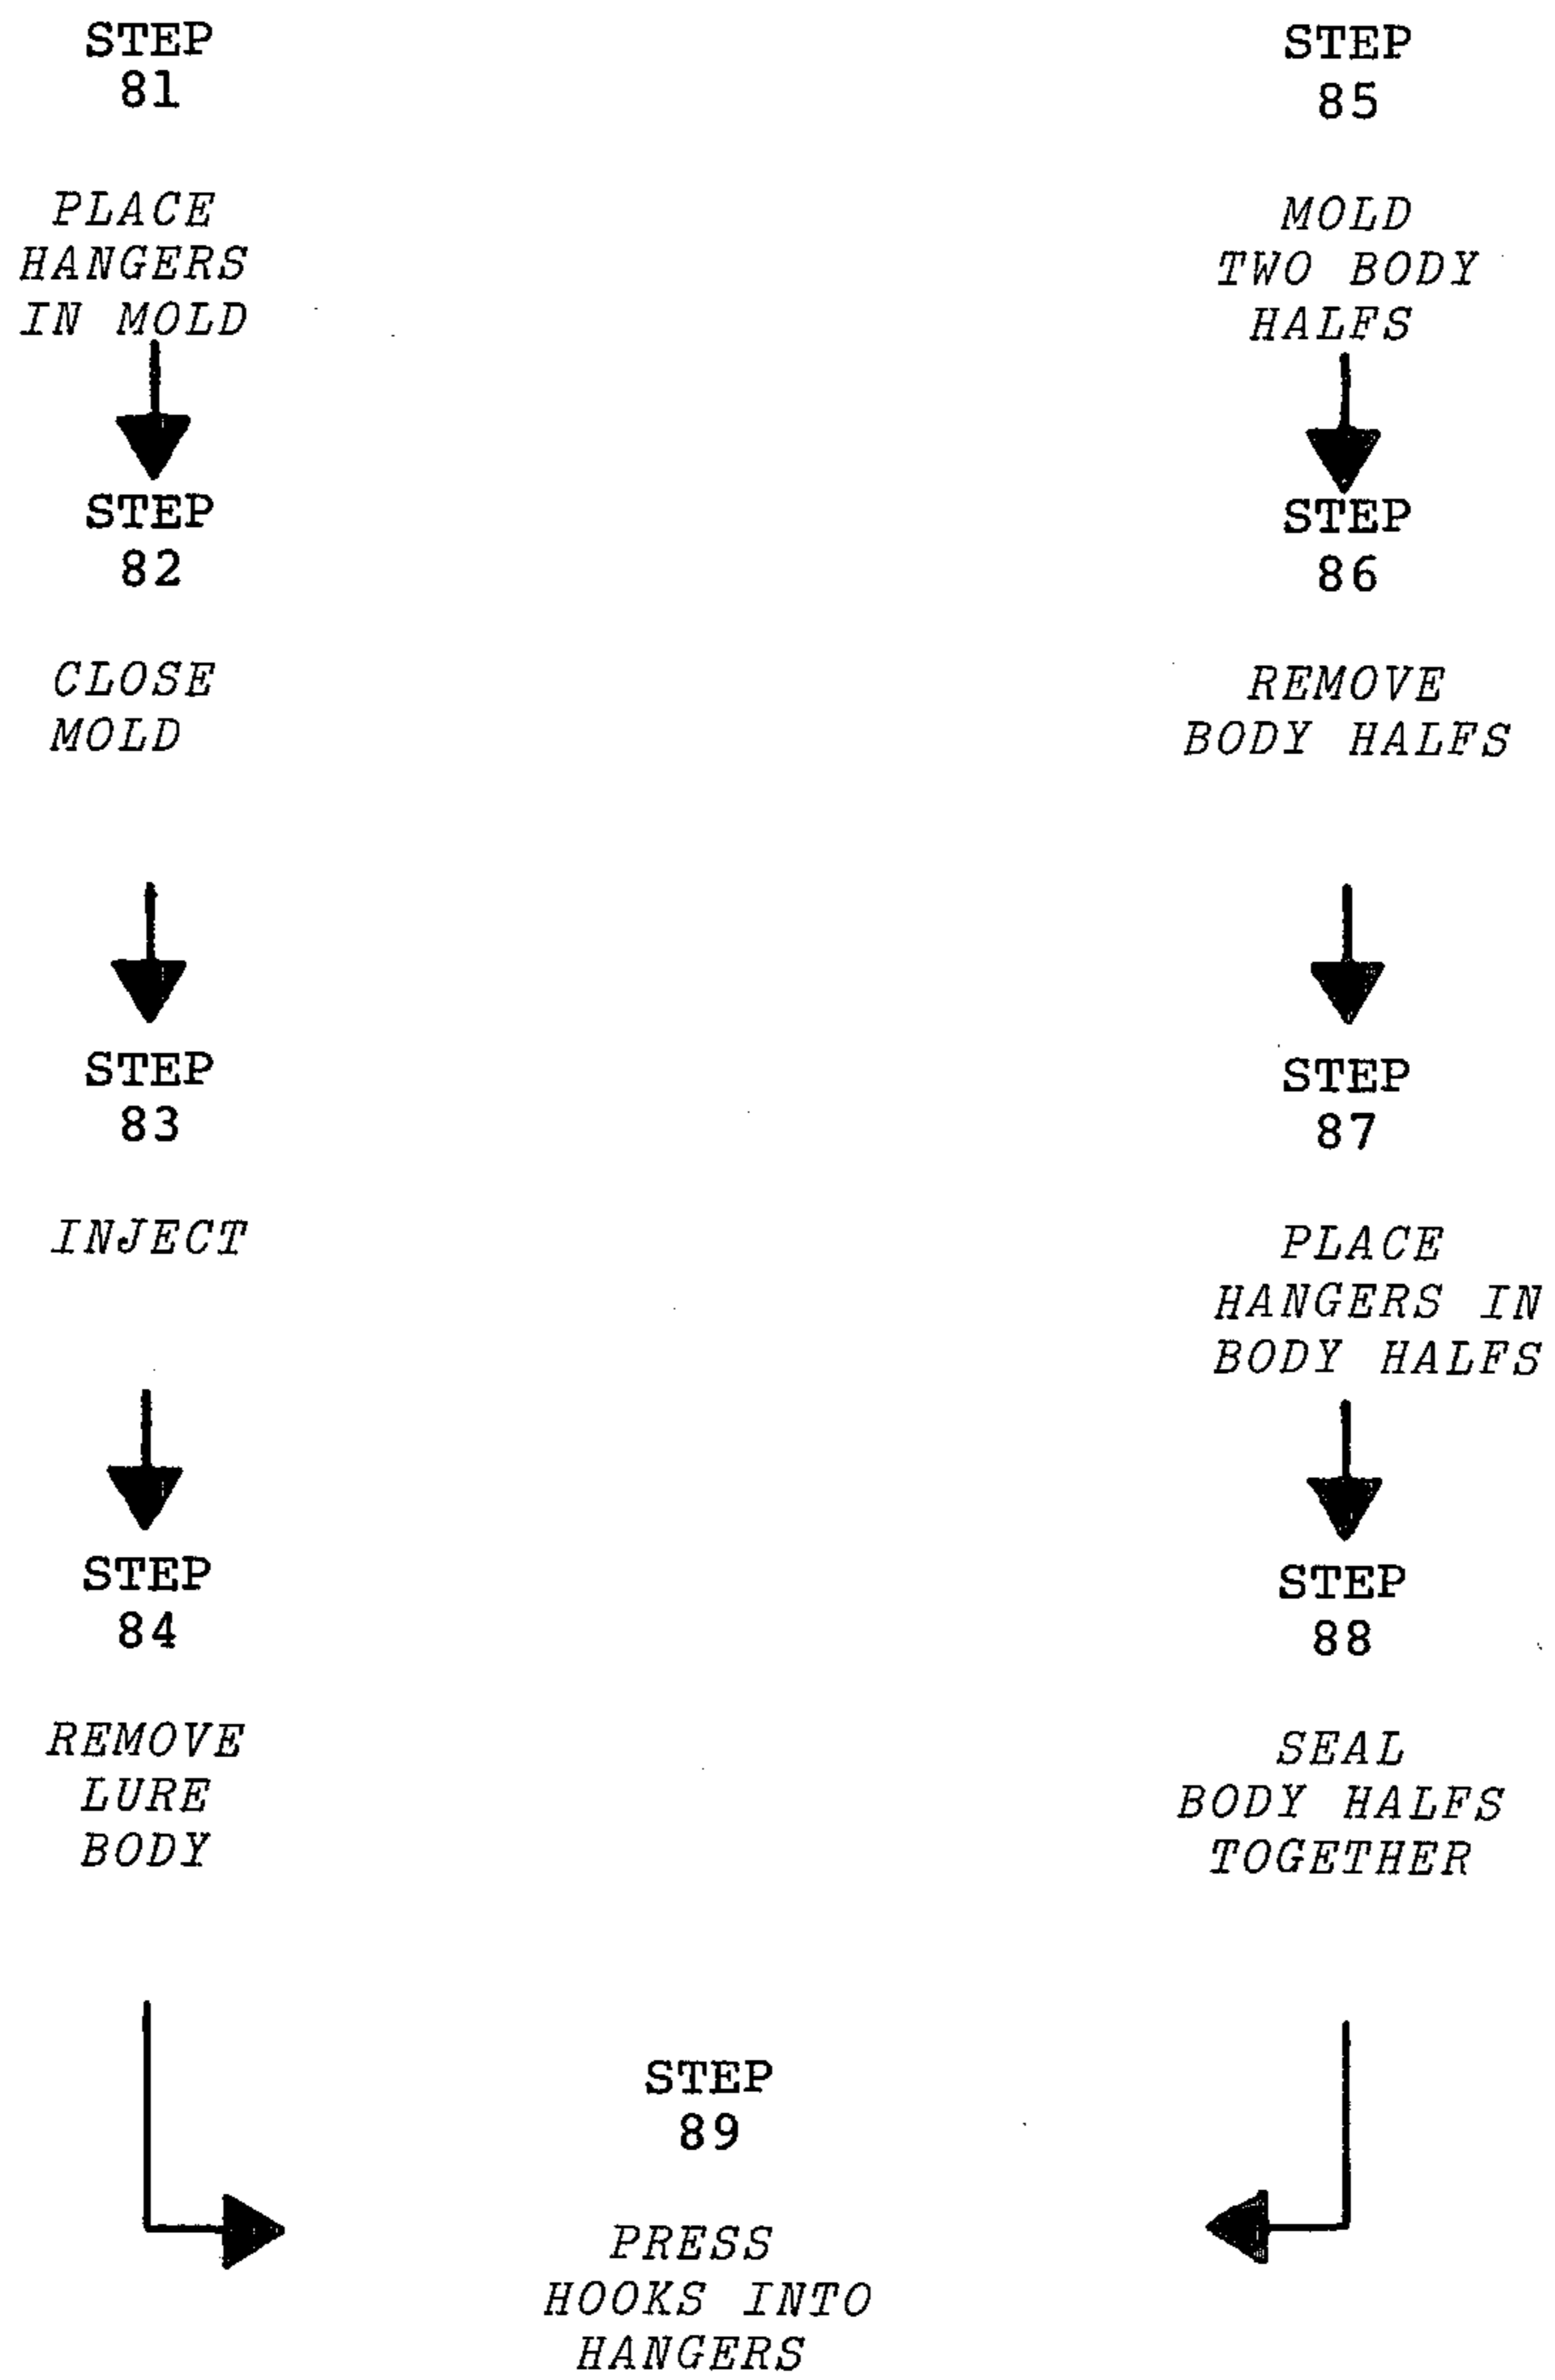 STEP
81
PLACE
HANGERS
IN MOLD
STEP
82
CLOSE
MOLD
STEP
83
INJECT
STEP
84
REMOVE
LURE
BODY
STEP
85
MOLD
TWO BODY
HALFS
STEP
86
REMOVE
BODY HALFS
STEP
87
PLACE
HANGERS IN
BODY HALFS
STEP
88
SEAL
BODY HALFS
TOGETHER
STEP
89
PRESS
HOOKS INTO
HANGERS